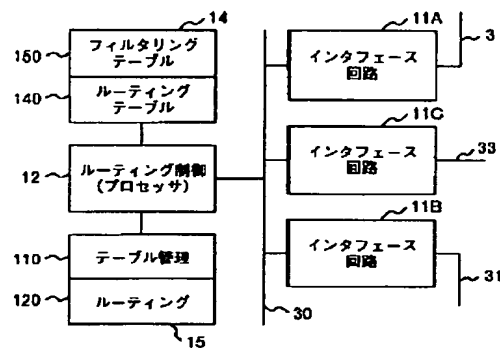 14
150
フィルタリング
テーブル
140
ルーティング
テーブル
12
ルーティング制御
(プロセッサ)
110
テーブル管理
120
ルーティング
15
30
11A
インタフェース
回路
3
11C
インタフェース
回路
33
11B
インタフェース
回路
31